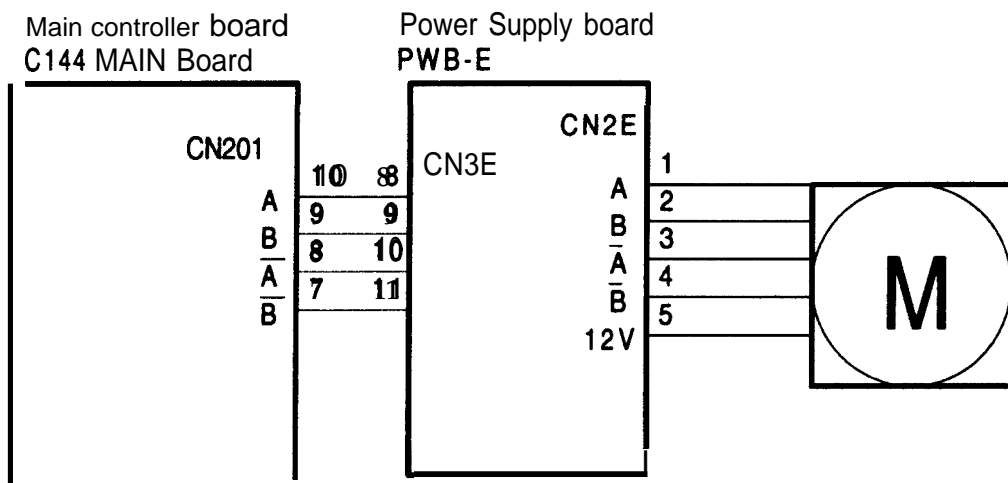 Main controller board
C144 MAIN Board
Power Supply board
PWB-E
CN201
CN3E
CN2E
A 10 8
B 9 9
A̅ 8 10
B̅ 7 11
A 1
B 2
A̅ 3
B̅ 4
12V 5
M